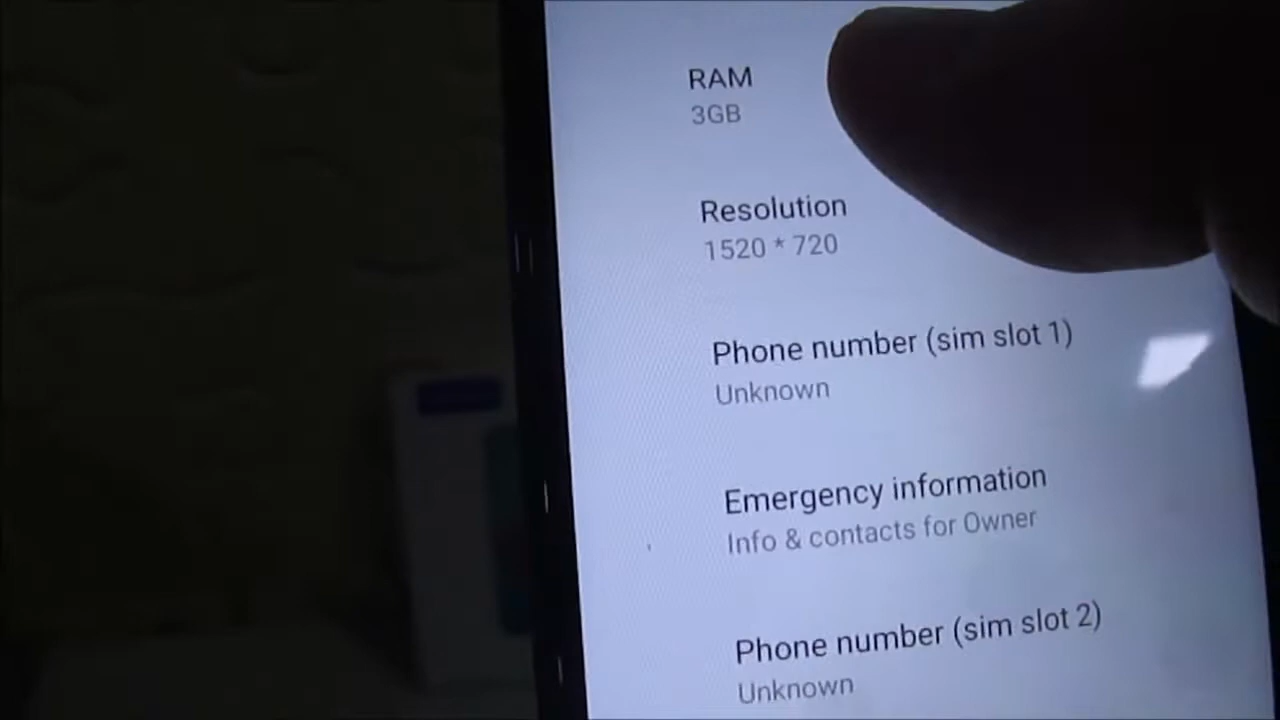 RAM
3GB
Resolution
1520 * 720
Phone number (sim slot 1)
Unknown
Emergency information
Info & contacts for Owner
Phone number (sim slot 2)
Unknown